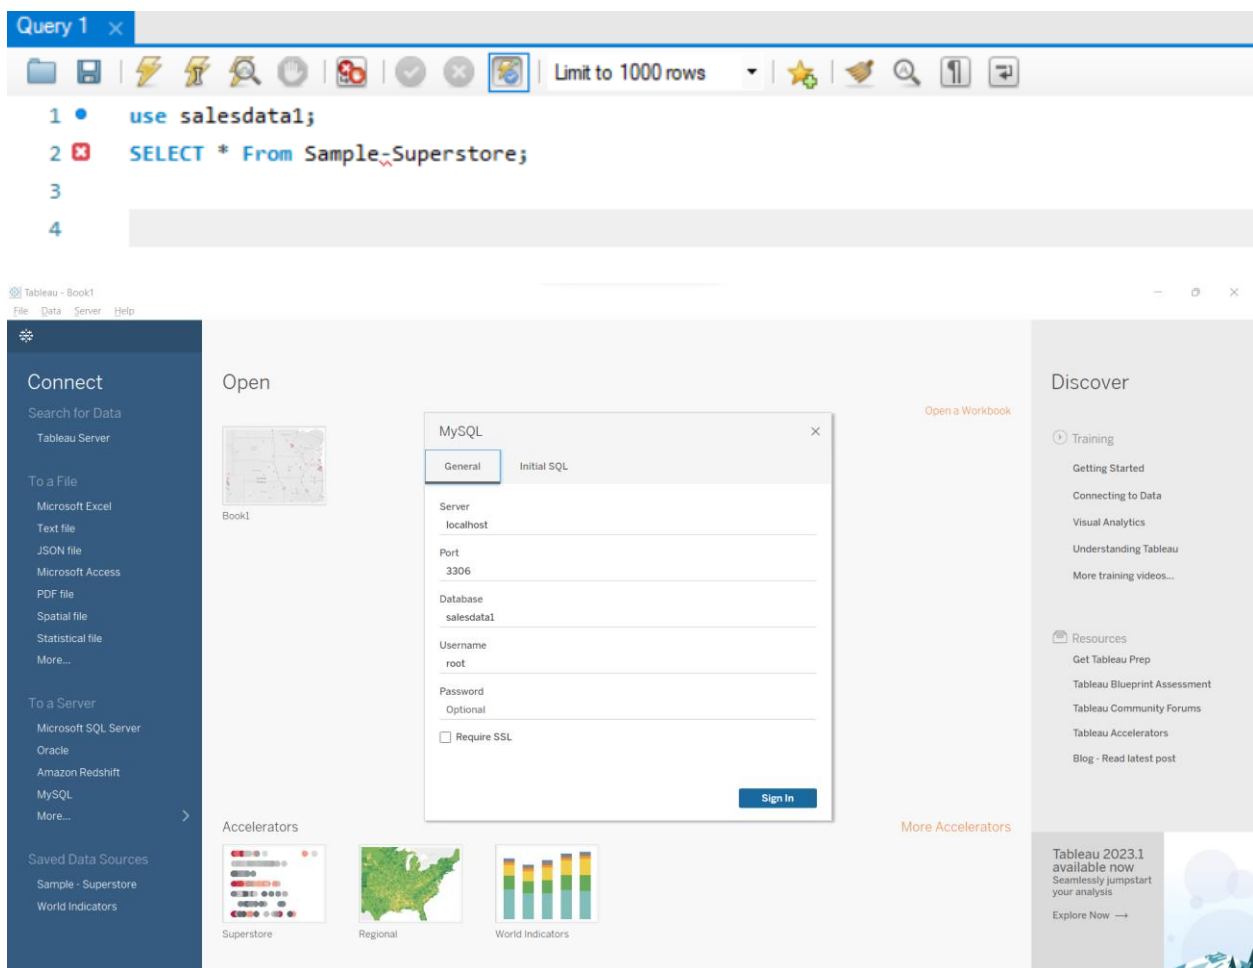 Query 1
Limit to 1000 rows
1 use salesdata1;
2 SELECT * From Sample-Superstore;
3
4
Tableau - Book1
File Data Server Help
Connect
Search for Data
Tableau Server
To a File
Microsoft Excel
Text file
JSON file
Microsoft Access
PDF file
Spatial file
Statistical file
More...
To a Server
Microsoft SQL Server
Oracle
Amazon Redshift
MySQL
More...
Saved Data Sources
Sample - Superstore
World Indicators
Open
Open a Workbook
Book1
MySQL
General Initial SQL
Server
localhost
Port
3306
Database
salesdata1
Username
root
Password
Optional
Require SSL
Sign In
Accelerators
More Accelerators
Superstore
Regional
World Indicators
Discover
Training
Getting Started
Connecting to Data
Visual Analytics
Understanding Tableau
More training videos...
Resources
Get Tableau Prep
Tableau Blueprint Assessment
Tableau Community Forums
Tableau Accelerators
Blog - Read latest post
Tableau 2023.1
available now
Seamlessly jumpstart
your analysis
Explore Now →